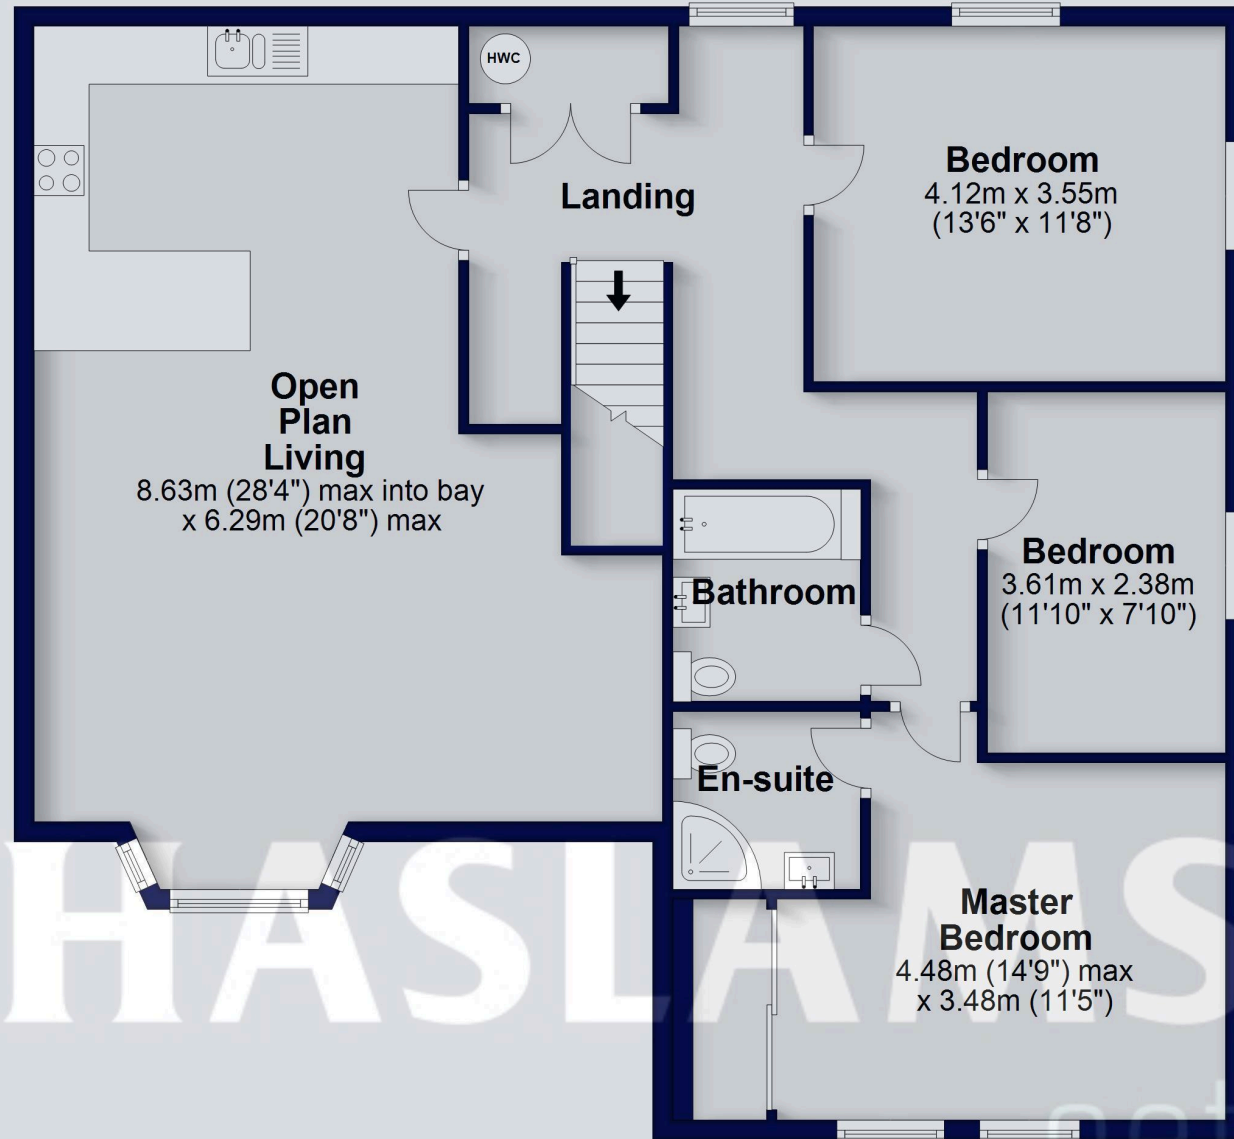 HWC
Landing
Bedroom
4.12m x 3.55m
(13'6" x 11'8")
Open
Plan
Living
8.63m (28'4") max into bay
x 6.29m (20'8") max
Bathroom
Bedroom
3.61m x 2.38m
(11'10" x 7'10")
En-suite
Master
Bedroom
4.48m (14'9") max
x 3.48m (11'5")
HASLAMS